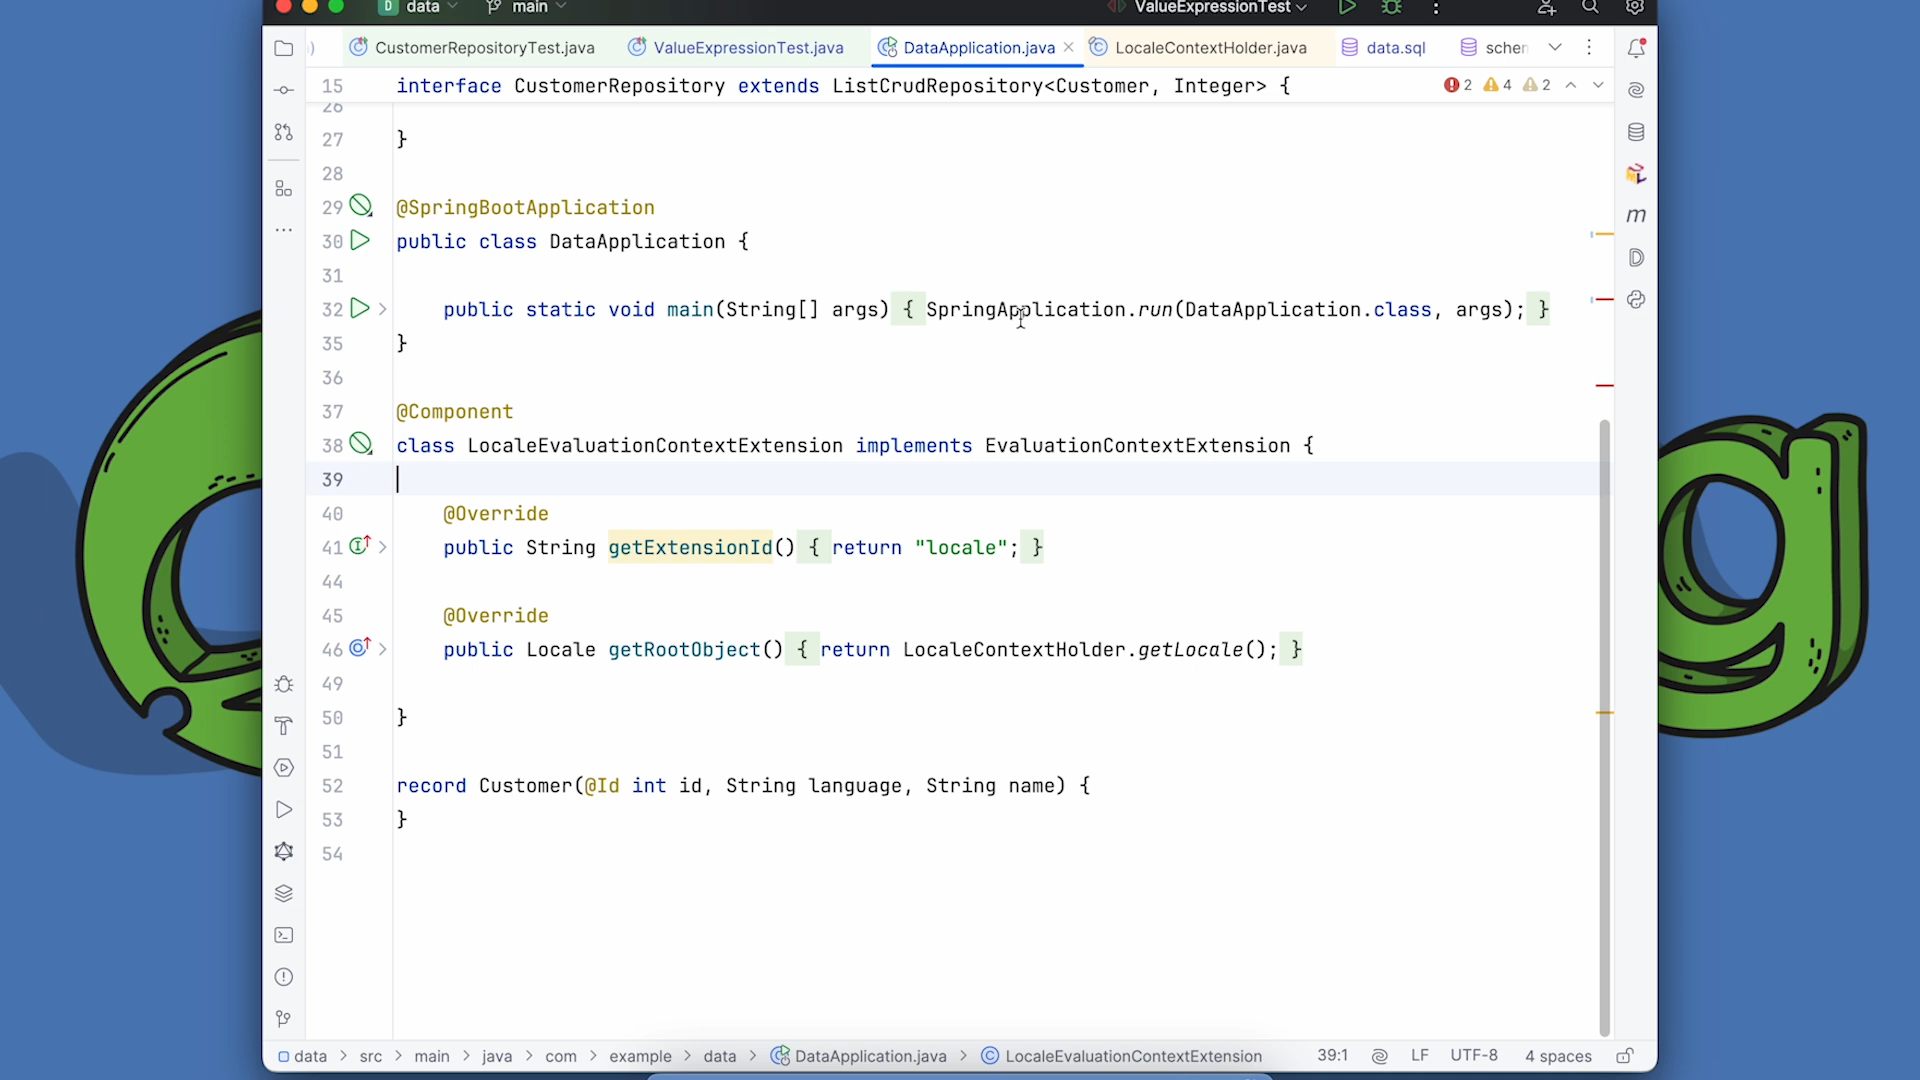 D data main ValueExpressionTest
) CustomerRepositoryTest.java ValueExpressionTest.java DataApplication.java LocaleContextHolder.java data.sql schen
15 interface CustomerRepository extends ListCrudRepository<Customer, Integer> { 2 4 2
26
27 }
28
29 @SpringBootApplication
30 public class DataApplication {
31
32 public static void main(String[] args) { SpringApplication.run(DataApplication.class, args); }
35 }
36
37 @Component
38 class LocaleEvaluationContextExtension implements EvaluationContextExtension {
39
40 @Override
41 public String getExtensionId() { return "locale"; }
44
45 @Override
46 public Locale getRootObject() { return LocaleContextHolder.getLocale(); }
49
50 }
51
52 record Customer(@Id int id, String language, String name) {
53 }
54
data > src > main > java > com > example > data > DataApplication.java > LocaleEvaluationContextExtension 39:1 LF UTF-8 4 spaces